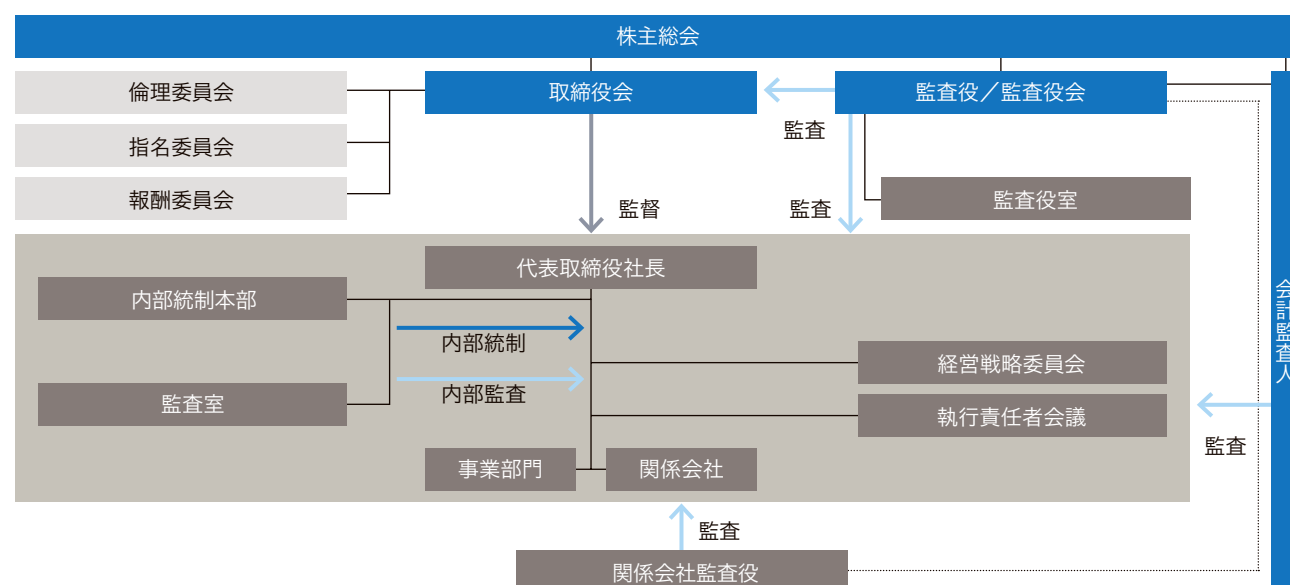 株主総会
倫理委員会
取締役会
監査役／監査役会
監査
指名委員会
報酬委員会
監督
監査
監査役室
代表取締役社長
内部統制本部
内部統制
会計監査人
経営戦略委員会
監査室
内部監査
執行責任者会議
監査
事業部門
関係会社
監査
関係会社監査役